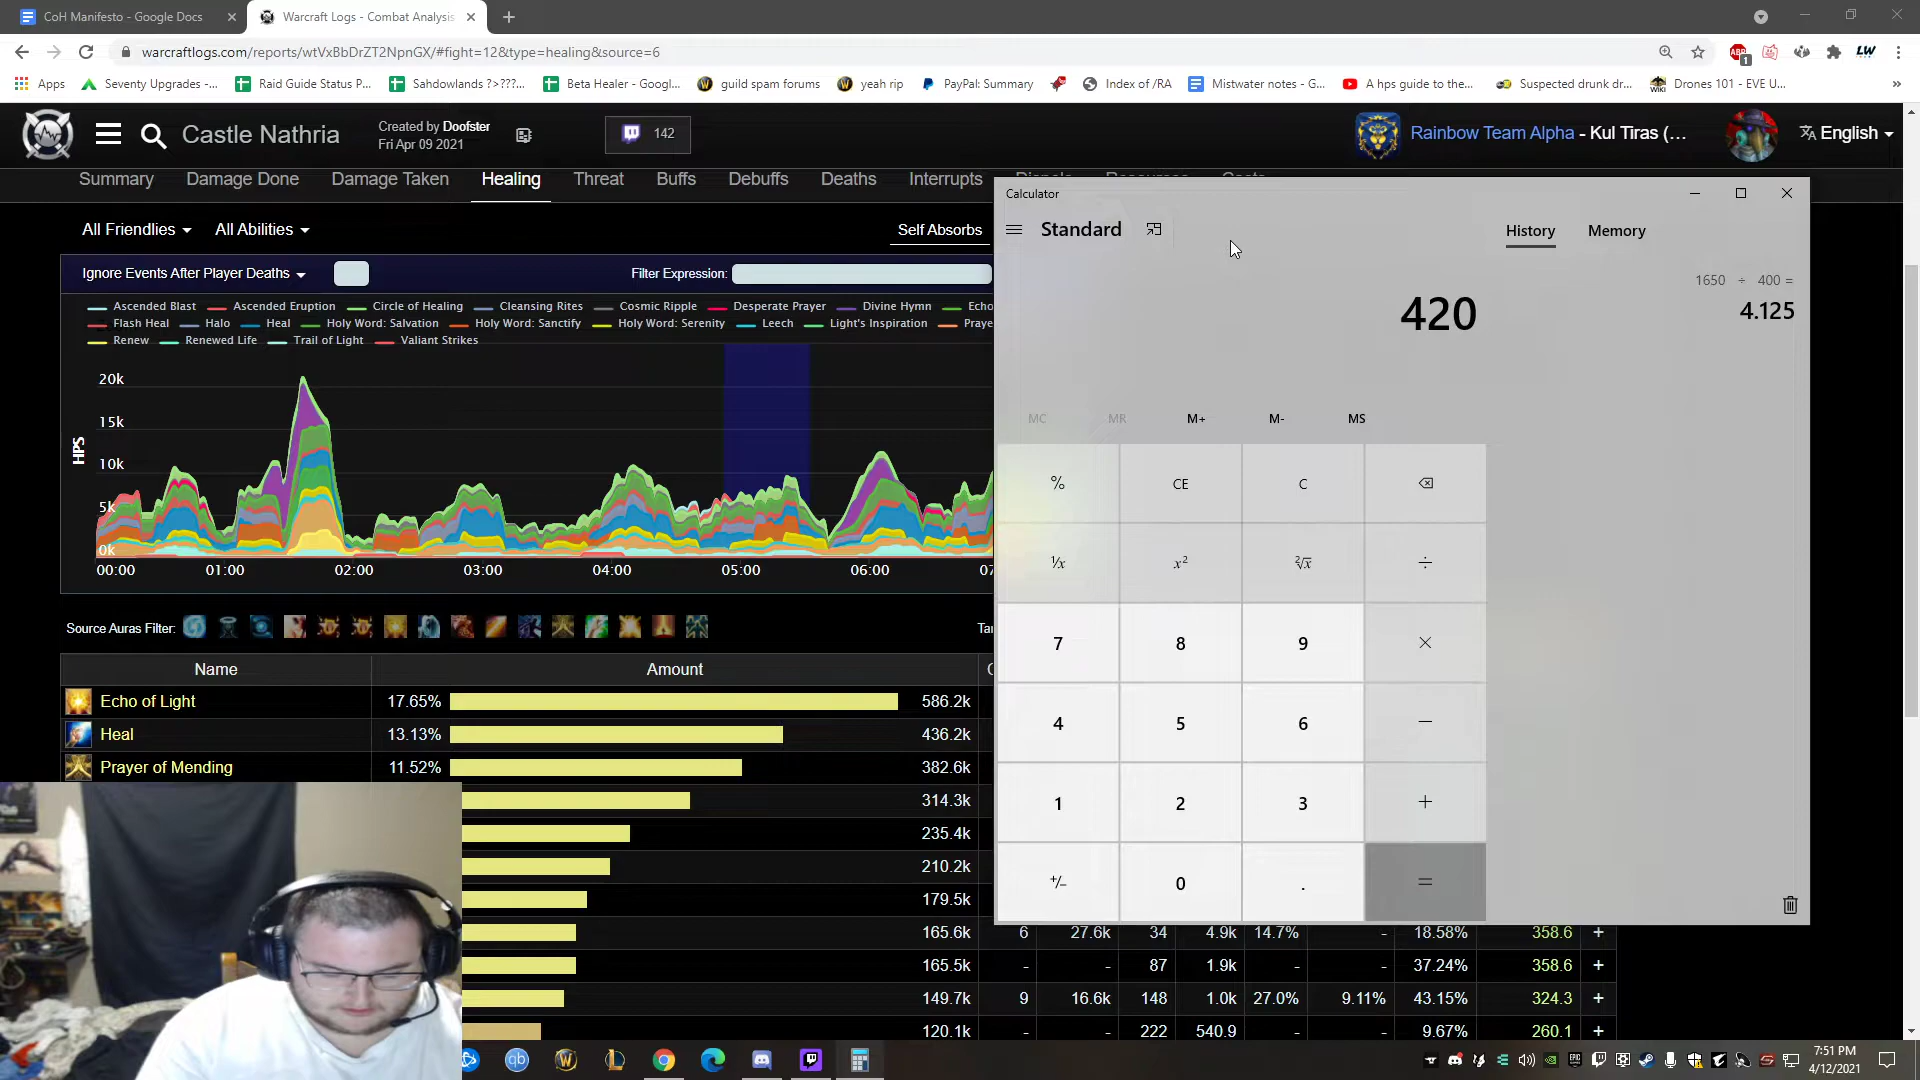 CoH Manifesto - Google Docs
Warcraft Logs - Combat Analysis
warcraftlogs.com/reports/wtVxBbDrZT2NpnGX/#fight=12&type=healing&source=6
Apps
Seventy Upgrades -...
Raid Guide Status P...
Sahdowlands ?>???...
Beta Healer - Googl...
guild spam forums
yeah rip
PayPal: Summary
Index of /RA
Mistwater notes - G...
A hps guide to the...
Suspected drunk dr...
Drones 101 - EVE U...
Castle Nathria
Created by Doofster
Fri Apr 09 2021
142
Rainbow Team Alpha - Kul Tiras (...
English
Summary
Damage Done
Damage Taken
Healing
Threat
Buffs
Debuffs
Deaths
Interrupts
All Friendlies
All Abilities
Self Absorbs
Ignore Events After Player Deaths
Filter Expression:
Ascended Blast Ascended Eruption Circle of Healing Cleansing Rites Cosmic Ripple Desperate Prayer Divine Hymn Echo
Flash Heal Halo Heal Holy Word: Salvation Holy Word: Sanctify Holy Word: Serenity Leech Light's Inspiration Praye
Renew Renewed Life Trail of Light Valiant Strikes
HPS
20k
15k
10k
5k
0k
00:00 01:00 02:00 03:00 04:00 05:00 06:00 07
Source Auras Filter:
Name Amount
Echo of Light 17.65% 586.2k
Heal 13.13% 436.2k
Prayer of Mending 11.52% 382.6k
314.3k
235.4k
210.2k
179.5k
165.6k 6 27.6k 34 4.9k 14.7% - 18.58% 358.6 +
165.5k - - 87 1.9k - - 37.24% 358.6 +
149.7k 9 16.6k 148 1.0k 27.0% 9.11% 43.15% 324.3 +
120.1k - - 222 540.9 - - 9.67% 260.1 +
Calculator
Standard
History Memory
1650 ÷ 400 =
4.125
420
MC MR M+ M- MS
% CE C
¹/x x² ²√x ÷
7 8 9 ×
4 5 6 −
1 2 3 +
+/− 0 . =
7:51 PM
4/12/2021